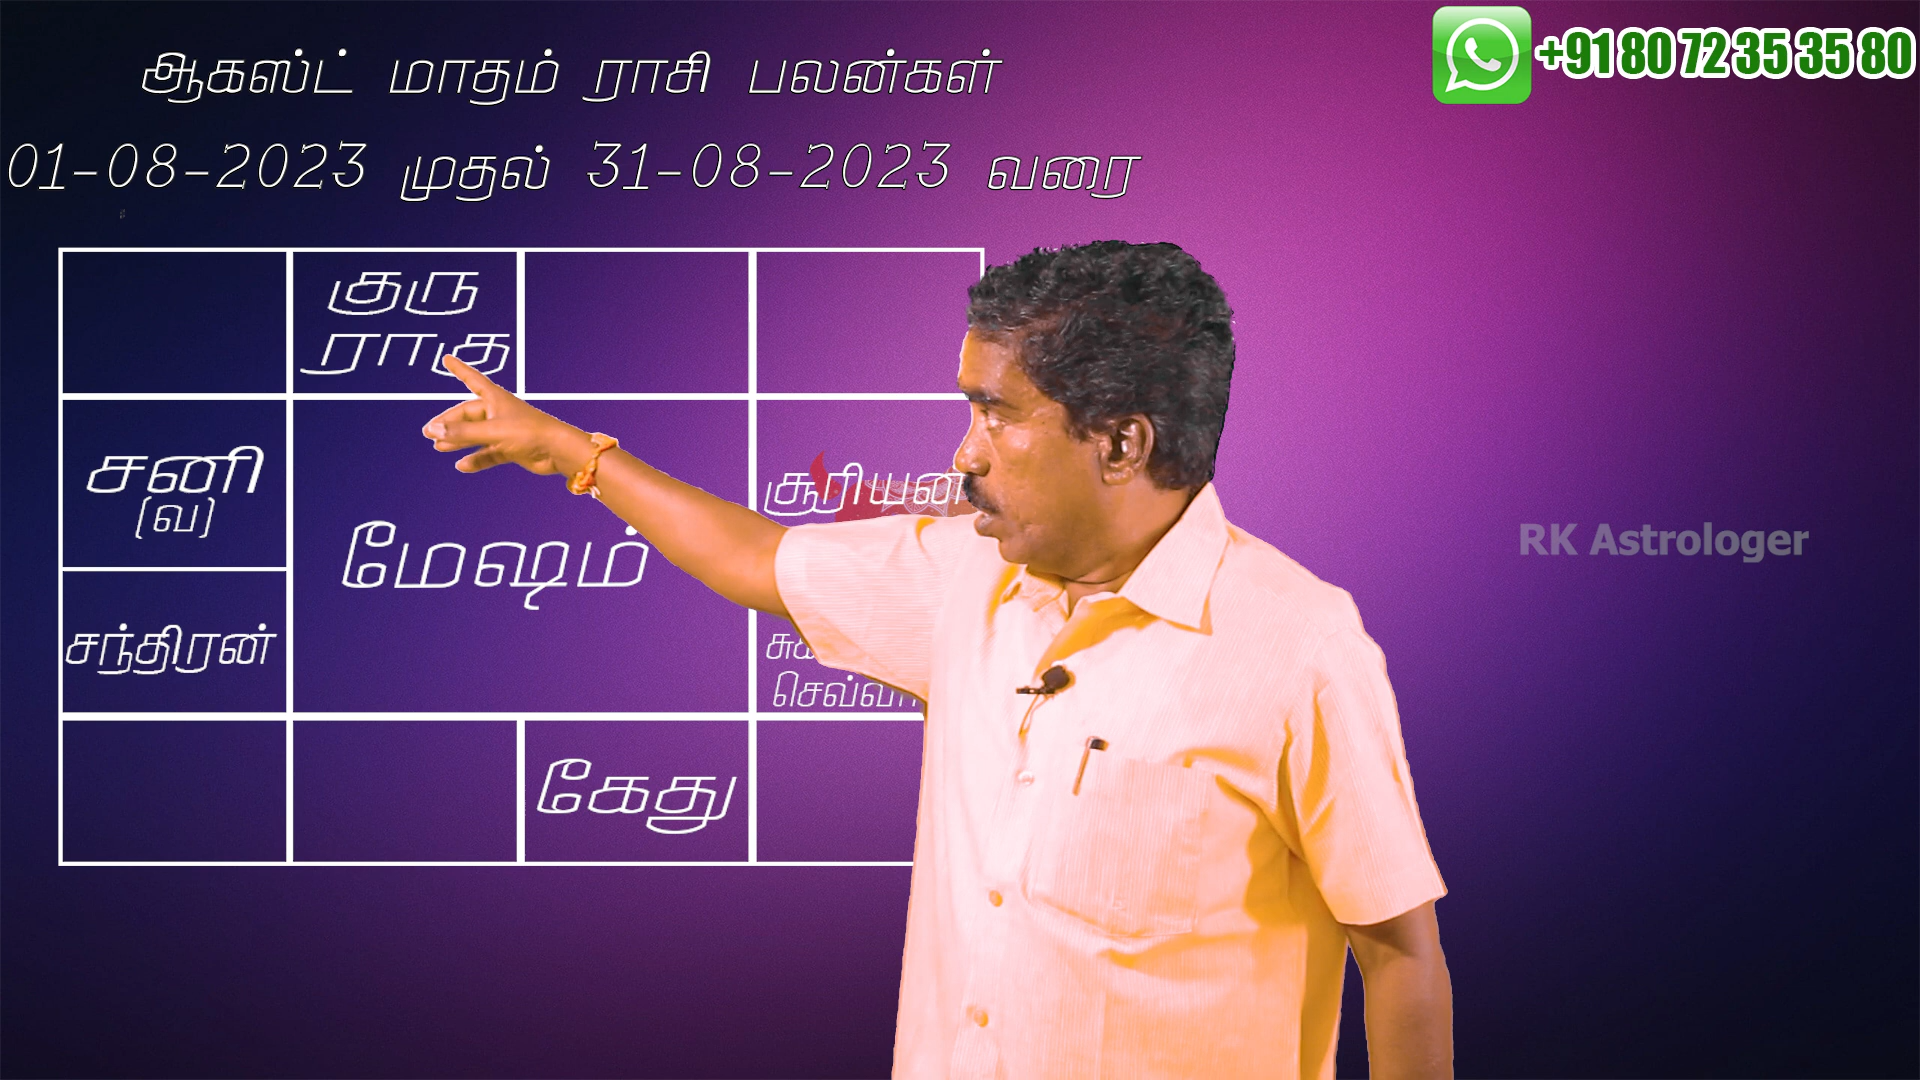 ஆகஸ்ட் மாதம் ராசி பலன்கள்
+91 80 72 35 35 80
01-08-2023 முதல் 31-08-2023 வரை
குரு
ராகு
சனி
(வ)
சூரியன்
மேஷம்
RK Astrologer
சந்திரன்
கேது